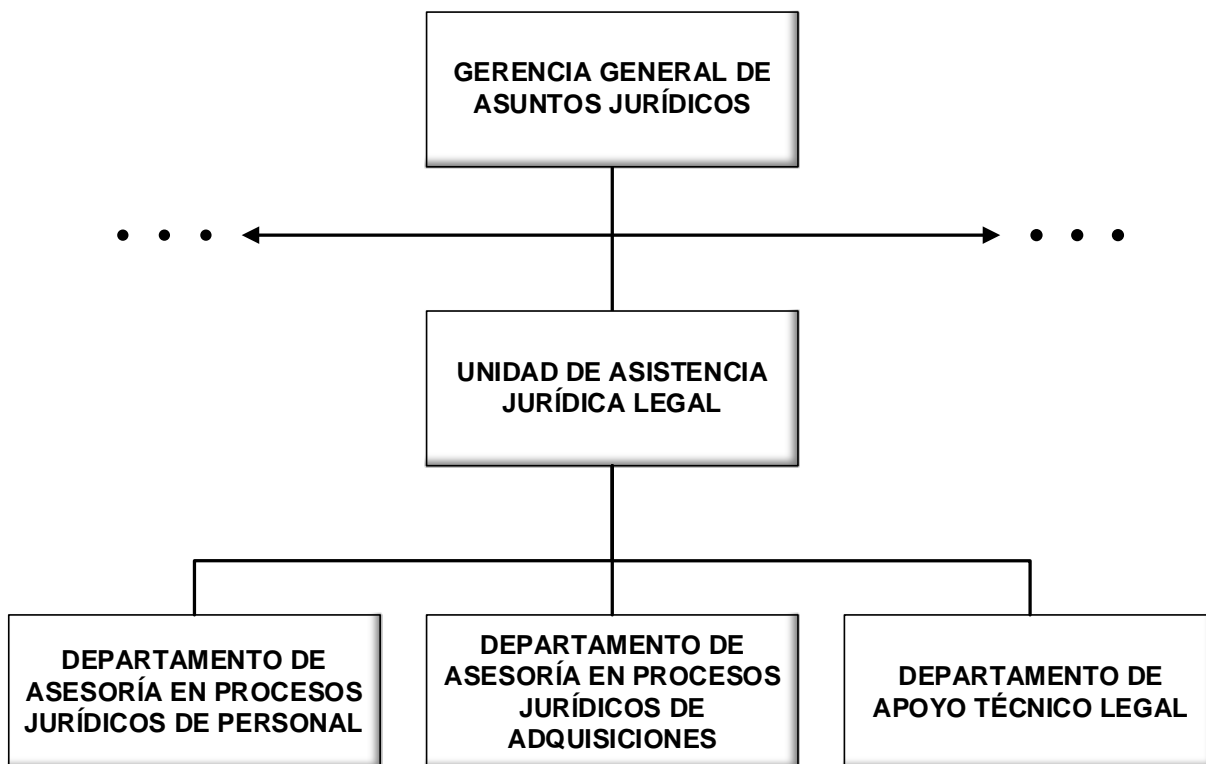 GERENCIA GENERAL DE
ASUNTOS JURÍDICOS
UNIDAD DE ASISTENCIA
JURÍDICA LEGAL
DEPARTAMENTO DE
ASESORÍA EN PROCESOS
JURÍDICOS DE PERSONAL
DEPARTAMENTO DE
ASESORÍA EN PROCESOS
JURÍDICOS DE
ADQUISICIONES
DEPARTAMENTO DE
APOYO TÉCNICO LEGAL